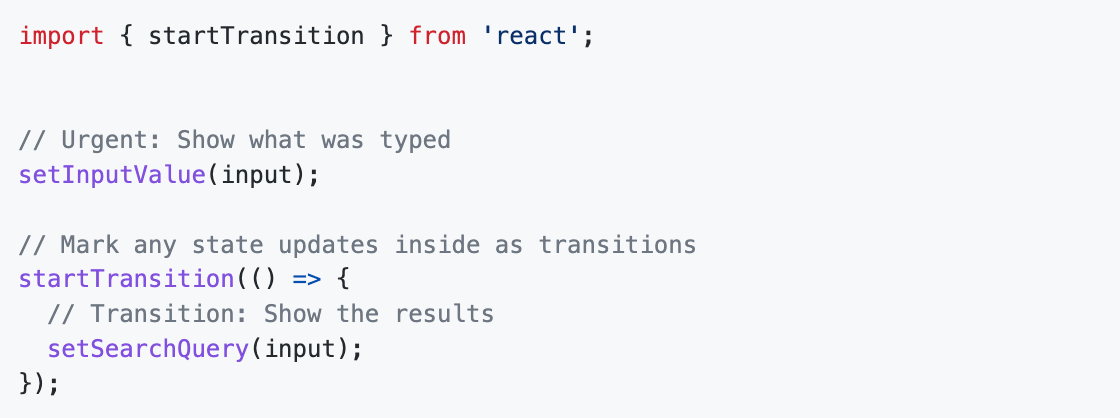 import { startTransition } from 'react';
// Urgent: Show what was typed
setInputValue(input);
// Mark any state updates inside as transitions
startTransition(() => {
// Transition: Show the results
setSearchQuery(input);
});